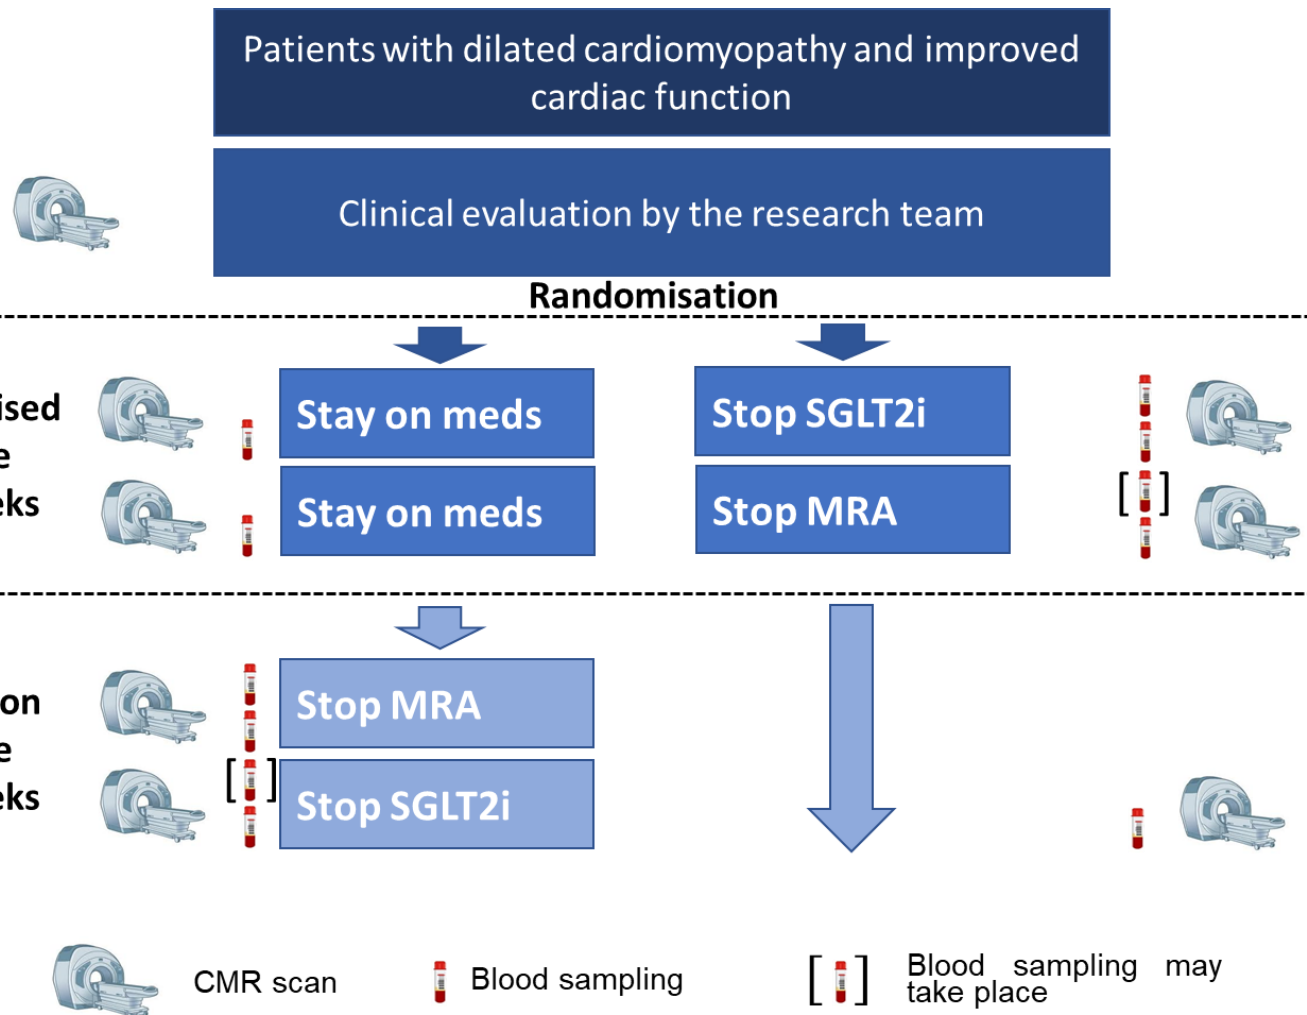 Patients with dilated cardiomyopathy and improved
cardiac function
Clinical evaluation by the research team
Randomisation
ised
e
eks
Stay on meds
Stay on meds
Stop SGLT2i
Stop MRA
[ ]
on
e
eks
Stop MRA
Stop SGLT2i
[ ]
CMR scan
Blood sampling
[ ]
Blood sampling may
take place